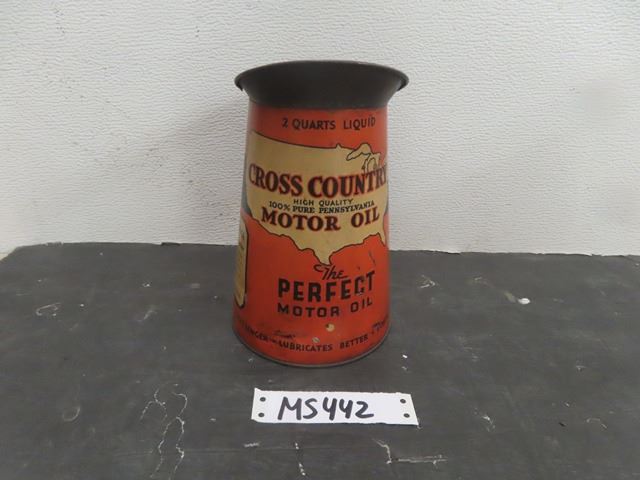 2 QUARTS LIQUID
CROSS COUNTRY
HIGH QUALITY
100% PURE PENNSYLVANIA
MOTOR OIL
The
PERFECT
MOTOR OIL
LUBRICATES BETTER
MS442